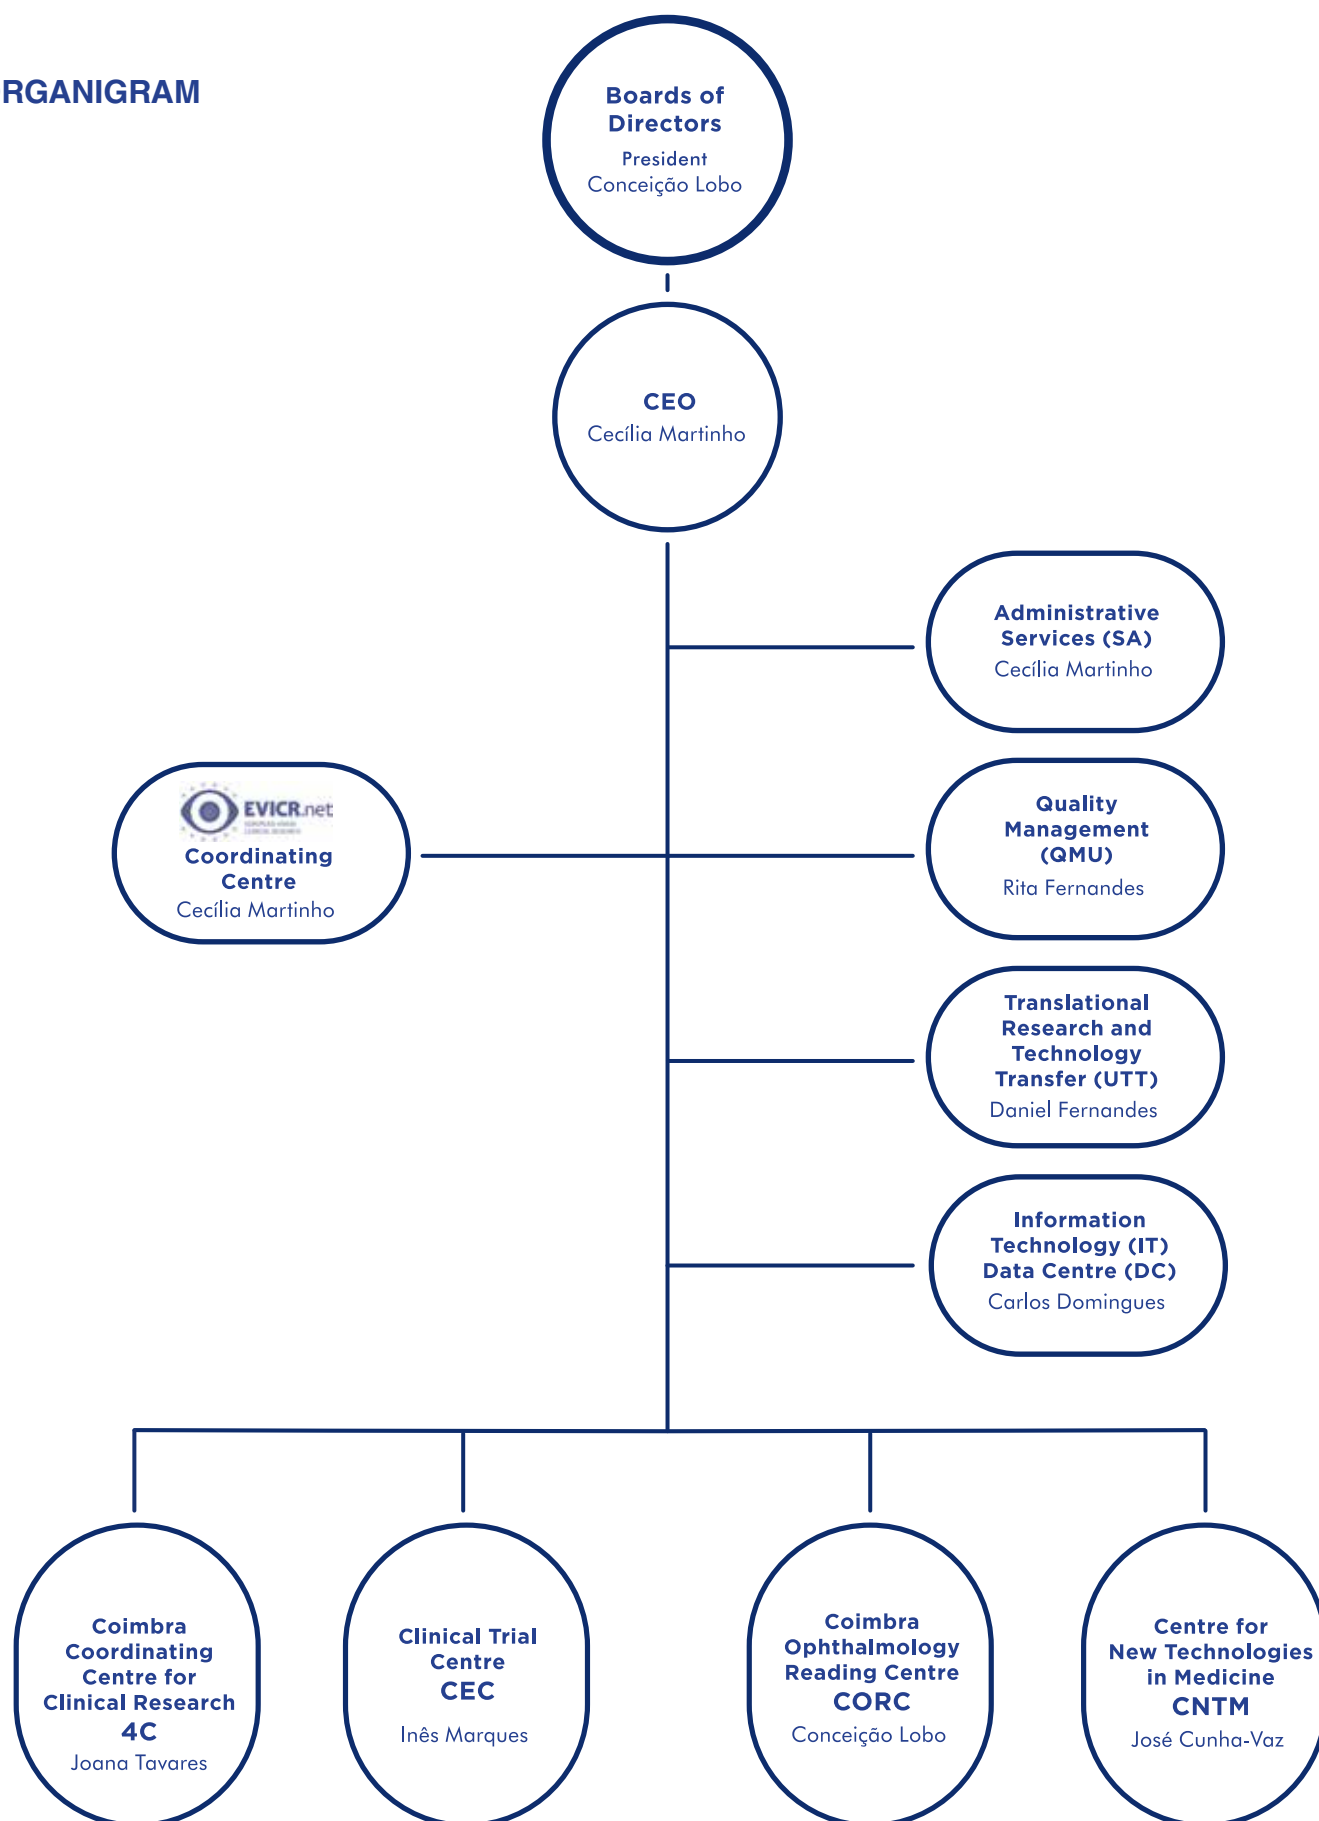 RGANIGRAM
Boards of
Directors
President
Conceição Lobo
CEO
Cecília Martinho
Administrative
Services (SA)
Cecília Martinho
EVICR.net
Coordinating
Centre
Cecília Martinho
Quality
Management
(QMU)
Rita Fernandes
Translational
Research and
Technology
Transfer (UTT)
Daniel Fernandes
Information
Technology (IT)
Data Centre (DC)
Carlos Domingues
Coimbra
Coordinating
Centre for
Clinical Research
4C
Joana Tavares
Clinical Trial
Centre
CEC
Inês Marques
Coimbra
Ophthalmology
Reading Centre
CORC
Conceição Lobo
Centre for
New Technologies
in Medicine
CNTM
José Cunha-Vaz